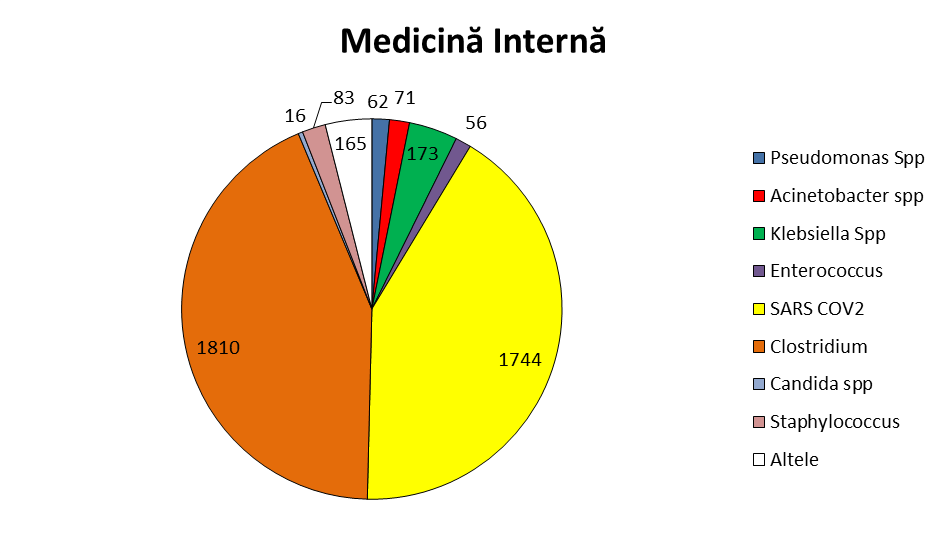 Medicină Internă
16
83
62
71
165
173
56
1810
1744
Pseudomonas Spp
Acinetobacter spp
Klebsiella Spp
Enterococcus
SARS COV2
Clostridium
Candida spp
Staphylococcus
Altele